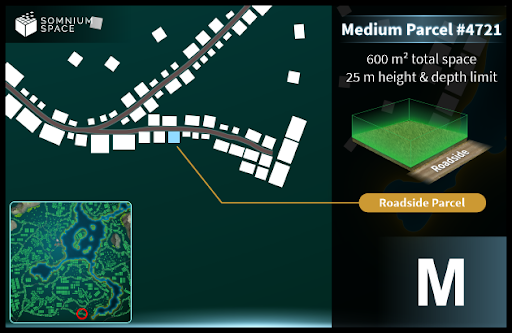 SOMNIUM
SPACE
Medium Parcel #4721
600 m² total space
25 m height & depth limit
Roadside
Roadside Parcel
M